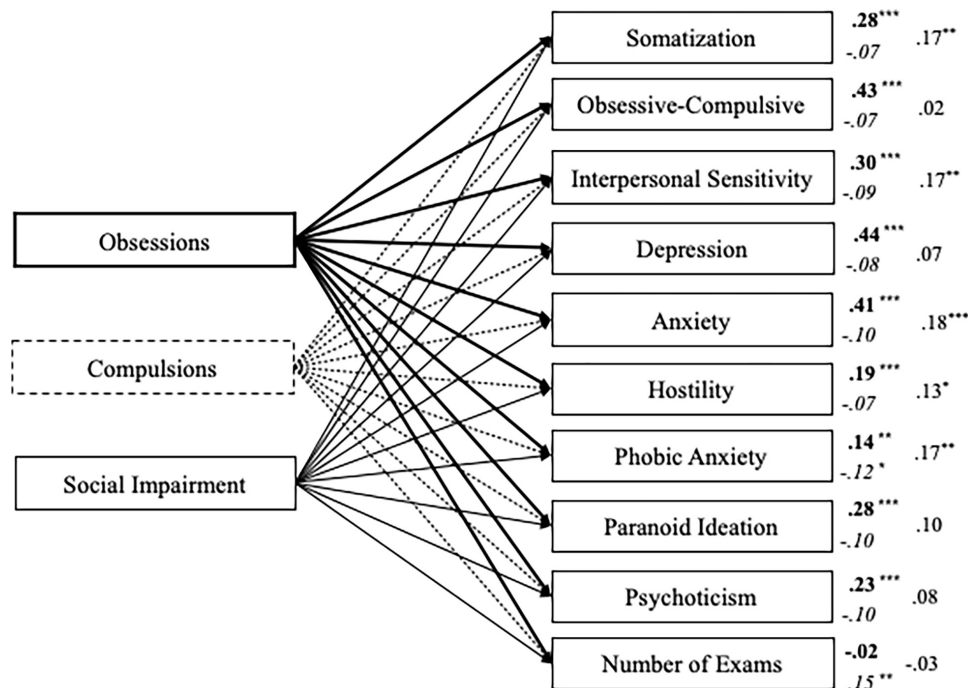 Obsessions
Compulsions
Social Impairment
Somatization
.28***
-.07
.17**
Obsessive-Compulsive
.43***
-.07
.02
Interpersonal Sensitivity
.30***
-.09
.17**
Depression
.44***
-.08
.07
Anxiety
.41***
-.10
.18***
Hostility
.19***
-.07
.13*
Phobic Anxiety
.14**
-.12*
.17**
Paranoid Ideation
.28***
-.10
.10
Psychoticism
.23***
-.10
.08
Number of Exams
-.02
.15**
-.03